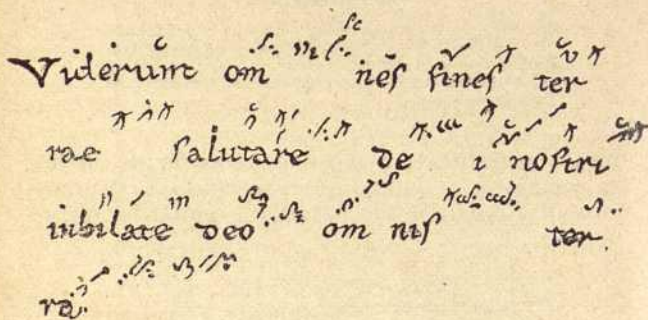 Viderunt om neſ fineſ ter
rae ſalutare de i noſtri
iubilate deo om niſ ter
ra